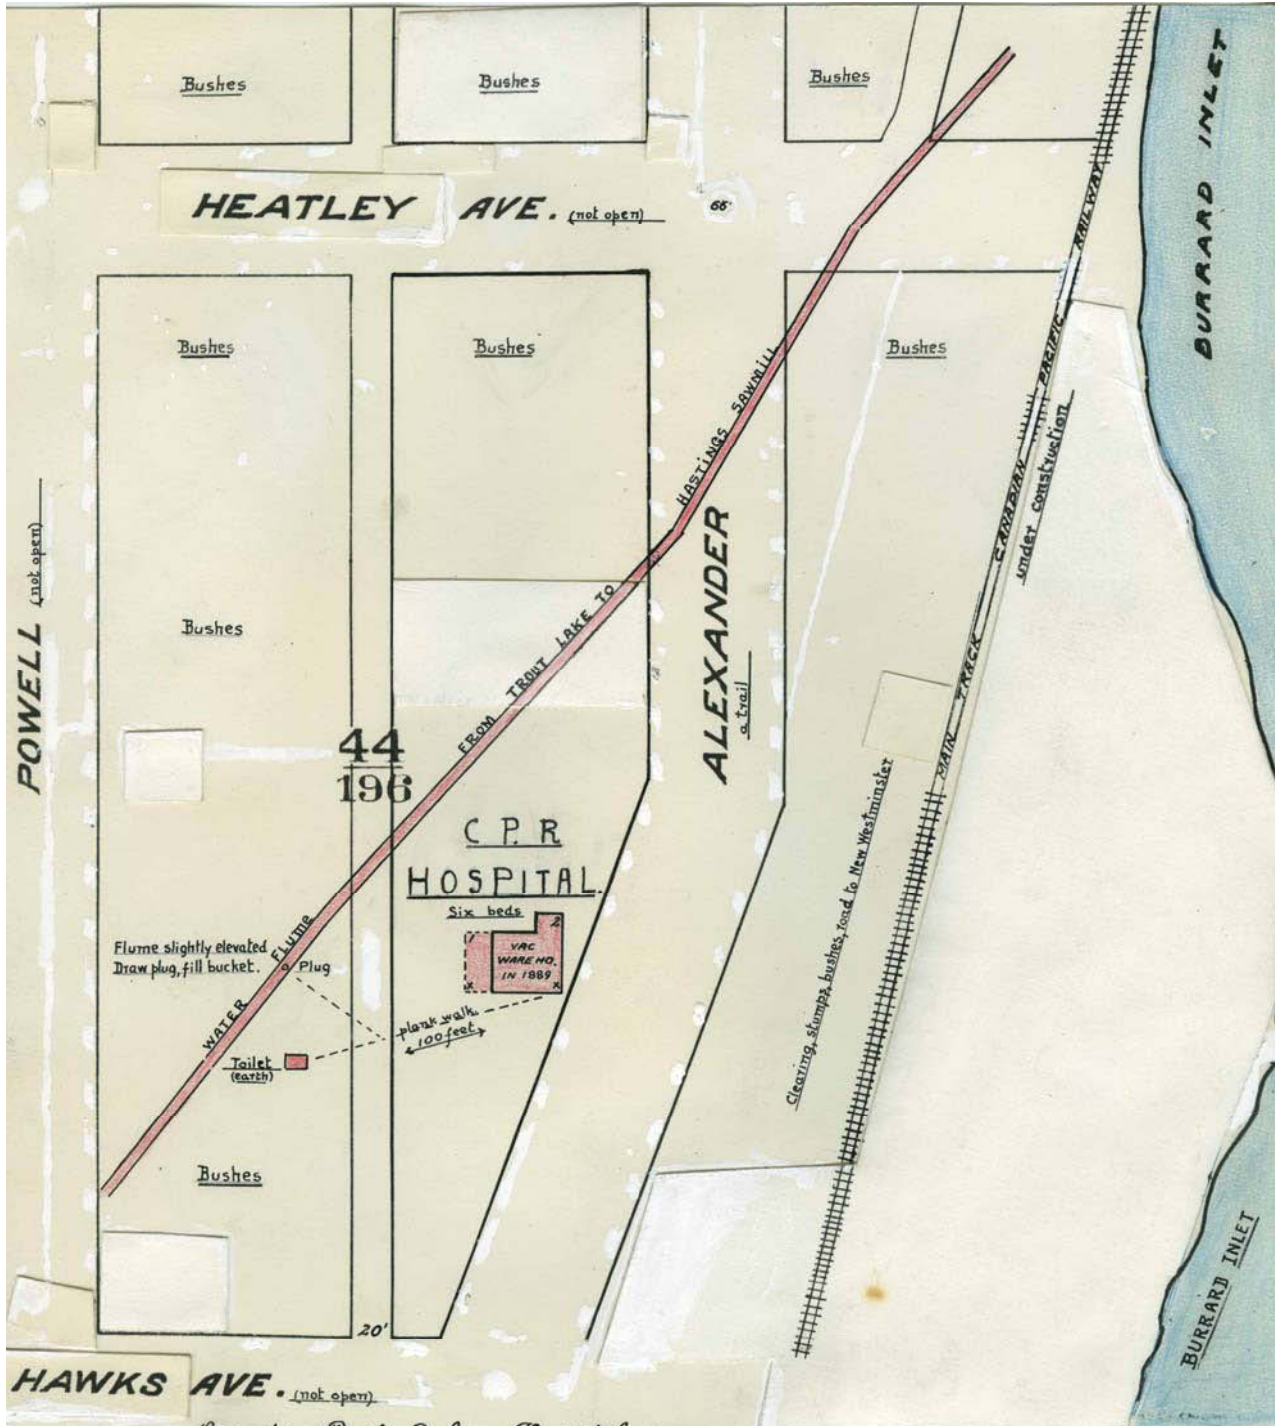 Bushes
Bushes
Bushes
BURRARD INLET
HEATLEY AVE. (not open)
66'
Bushes
Bushes
Bushes
POWELL (not open)
Bushes
ALEXANDER
a trail
WATER FLUME FROM TROUT LAKE TO HASTINGS SAWMILL
MAIN TRACK CANADIAN PACIFIC RAILWAY
under construction
44
196
C P. R
HOSPITAL.
Six beds
2
VAC
WARE HO.
IN 1889
x
x
Flume slightly elevated
Draw plug, fill bucket.
Plug
plank walk.
100 feet
Toilet
(earth)
Clearing, stumps, bushes, road to New Westminster
Bushes
20'
BURRARD INLET
HAWKS AVE. (not open)